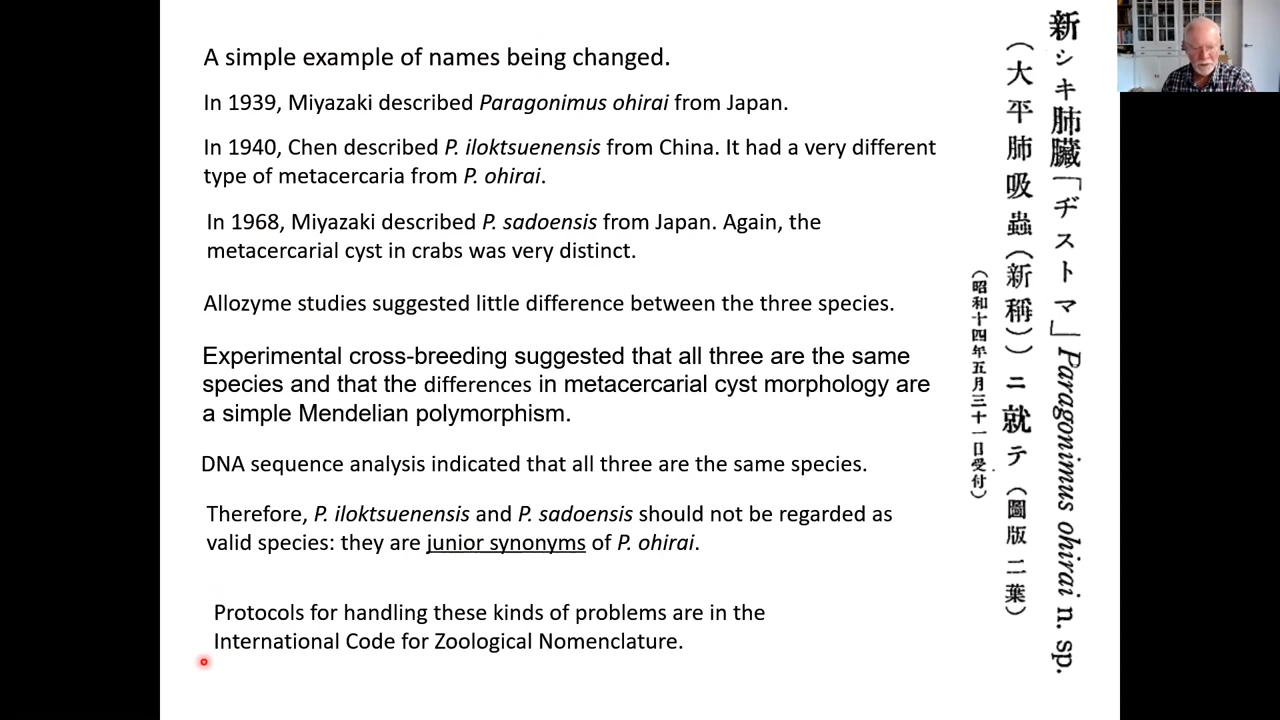 A simple example of names being changed.
In 1939, Miyazaki described Paragonimus ohirai from Japan.
In 1940, Chen described P. iloktsuenensis from China. It had a very different
type of metacercaria from P. ohirai.
In 1968, Miyazaki described P. sadoensis from Japan. Again, the
metacercarial cyst in crabs was very distinct.
Allozyme studies suggested little difference between the three species.
Experimental cross-breeding suggested that all three are the same
species and that the differences in metacercarial cyst morphology are
a simple Mendelian polymorphism.
DNA sequence analysis indicated that all three are the same species.
Therefore, P. iloktsuenensis and P. sadoensis should not be regarded as
valid species: they are junior synonyms of P. ohirai.
Protocols for handling these kinds of problems are in the
International Code for Zoological Nomenclature.
新シキ肺臟「ヂストマ」Paragonimus ohirai n. sp.
(大平肺吸蟲(新稱))ニ就テ(圖版二葉)
(昭和十四年五月三十一日受付)